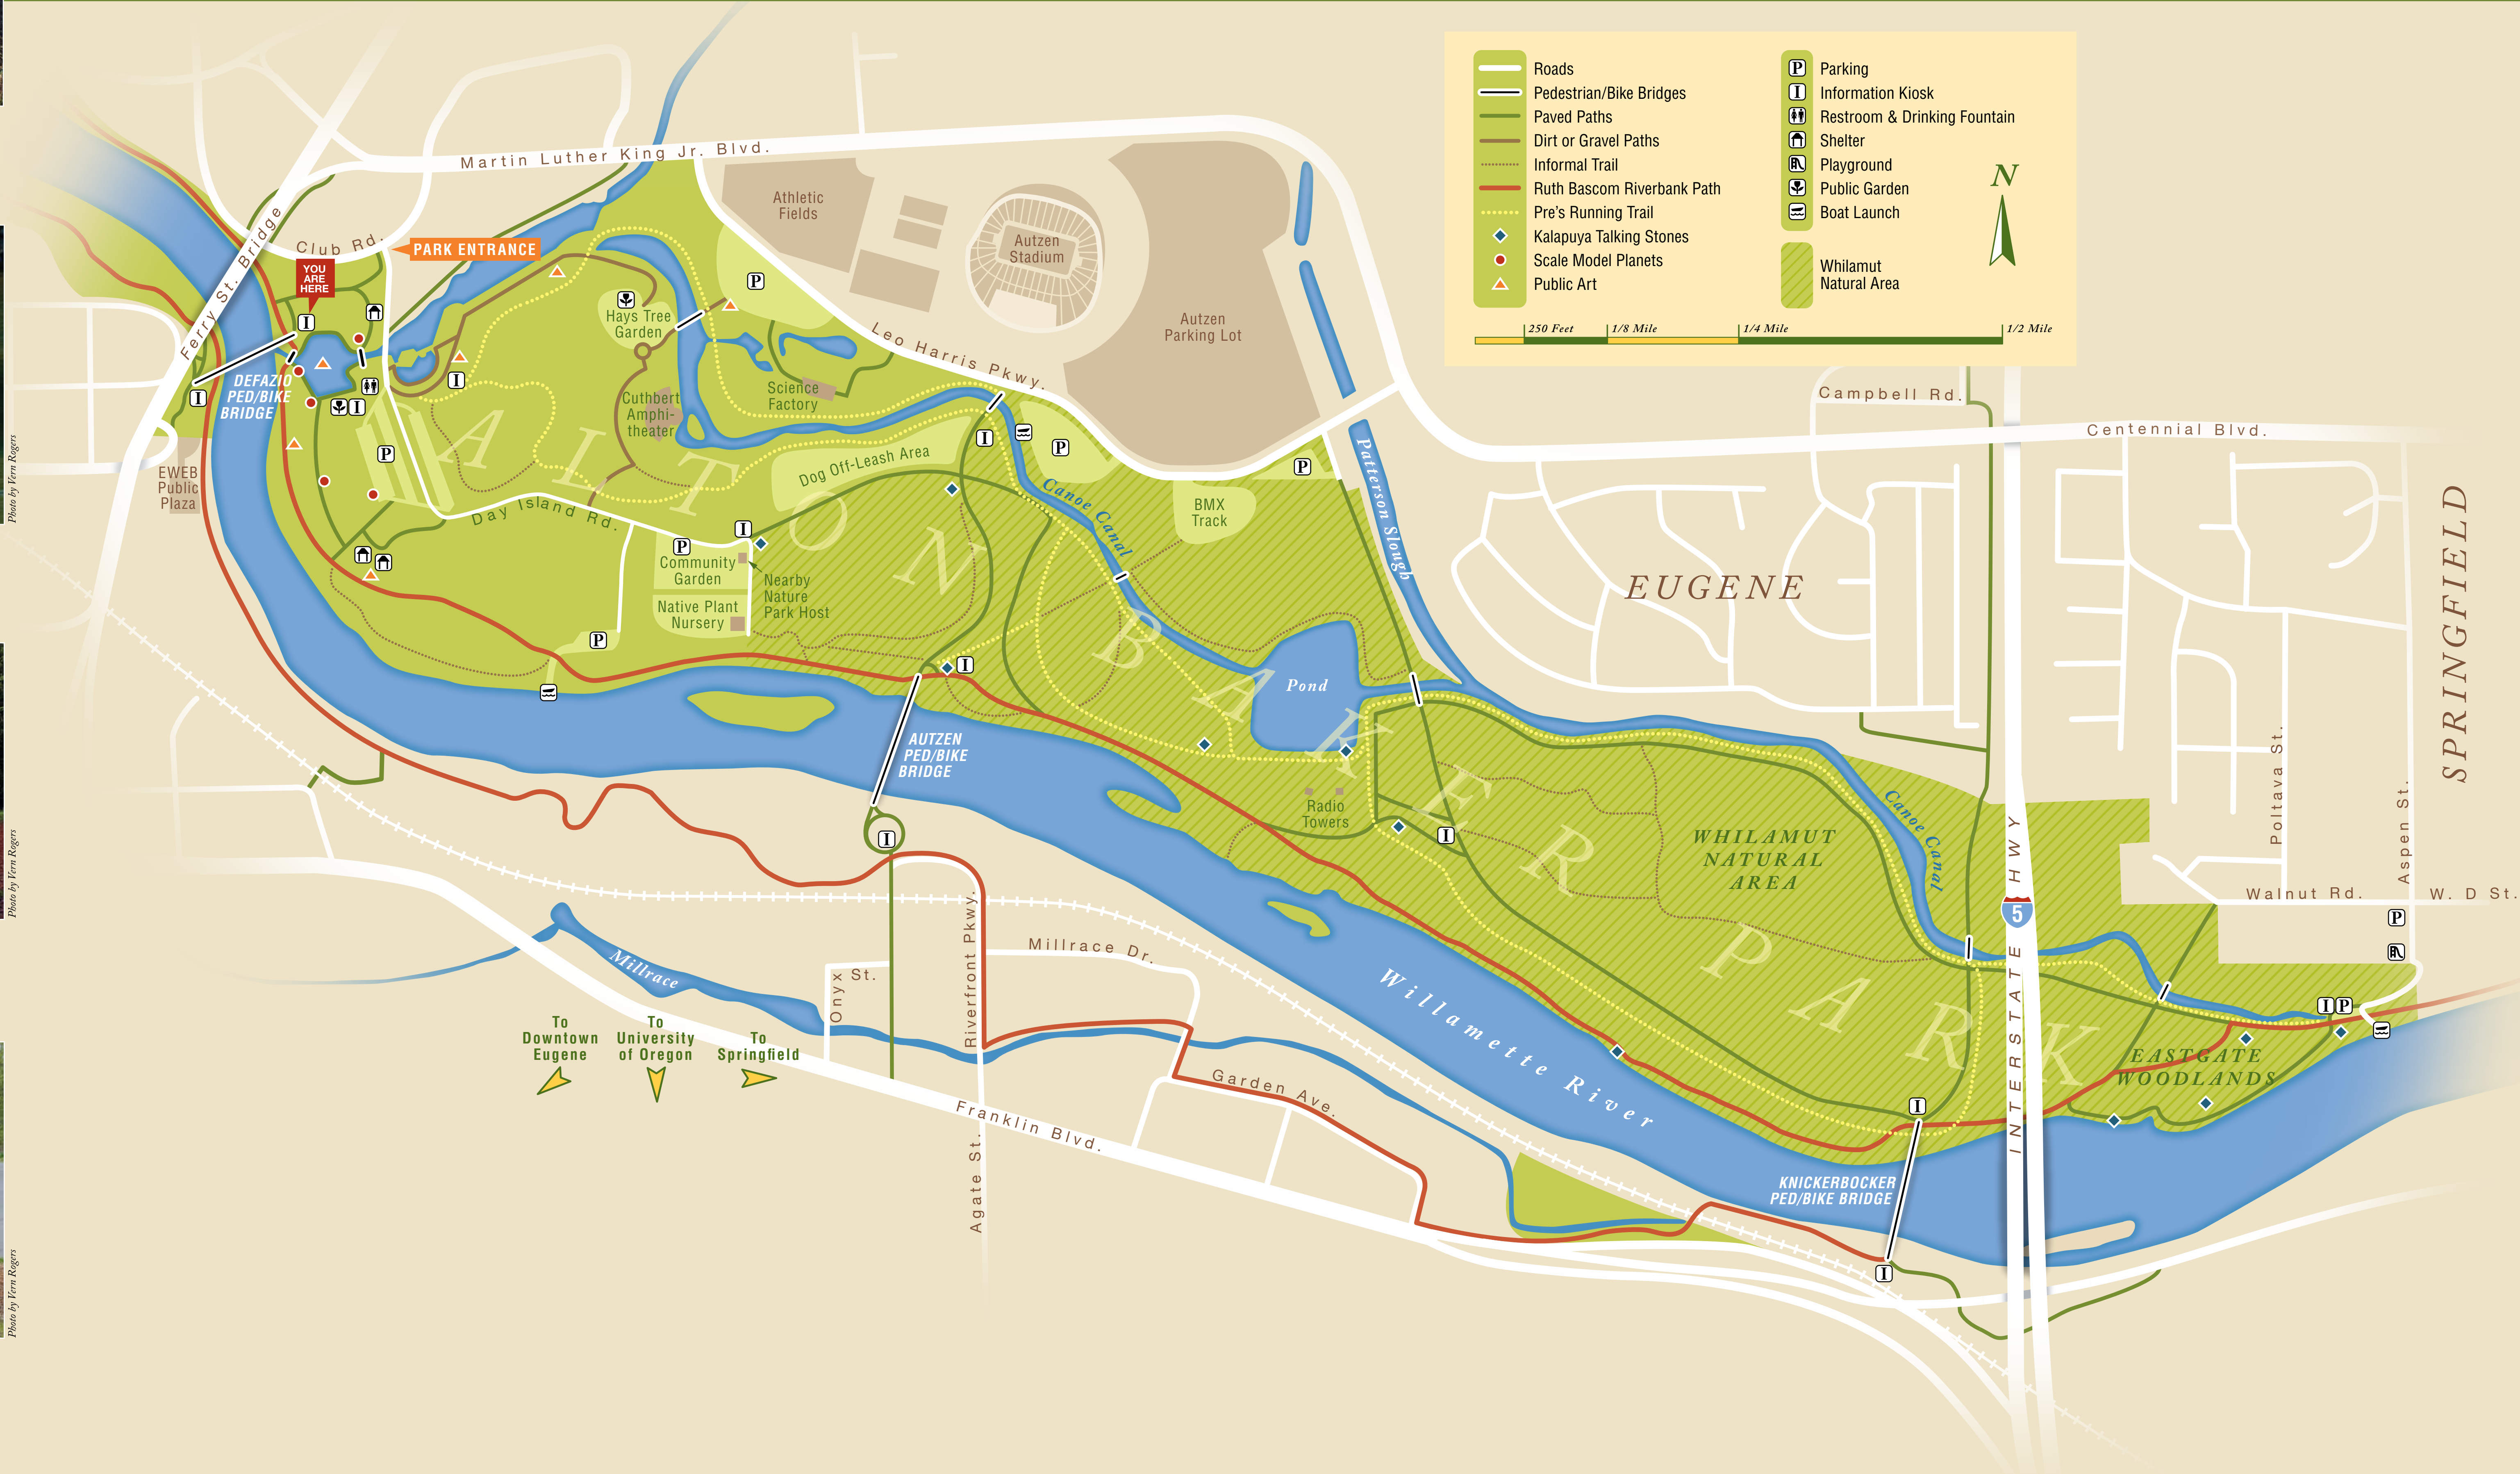 Roads
Pedestrian/Bike Bridges
Paved Paths
Dirt or Gravel Paths
Informal Trail
Ruth Bascom Riverbank Path
Pre's Running Trail
Kalapuya Talking Stones
Scale Model Planets
Public Art
P Parking
I Information Kiosk
Restroom & Drinking Fountain
Shelter
Playground
Public Garden
Boat Launch
Whilamut
Natural Area
N
250 Feet
1/8 Mile
1/4 Mile
1/2 Mile
Martin Luther King Jr. Blvd.
Ferry St. Bridge
Club Rd.
PARK ENTRANCE
YOU
ARE
HERE
DEFAZIO
PED/BIKE
BRIDGE
EWEB
Public
Plaza
Hays Tree
Garden
Cuthbert
Amphi-
theater
Science
Factory
Athletic
Fields
Autzen
Stadium
Autzen
Parking Lot
Leo Harris Pkwy.
Dog Off-Leash Area
Day Island Rd.
Community
Garden
Native Plant
Nursery
Nearby
Nature
Park Host
Canoe Canal
BMX
Track
Patterson Slough
Pond
ALTON
BAKER
PARK
AUTZEN
PED/BIKE
BRIDGE
Radio
Towers
WHILAMUT
NATURAL
AREA
Canoe Canal
EUGENE
SPRINGFIELD
Campbell Rd.
Centennial Blvd.
Poltava St.
Aspen St.
Walnut Rd.
W. D St.
INTERSTATE HWY
5
EASTGATE
WOODLANDS
Willamette River
KNICKERBOCKER
PED/BIKE BRIDGE
Millrace
Onyx St.
Riverfront Pkwy.
Millrace Dr.
Garden Ave.
Franklin Blvd.
Agate St.
To
Downtown
Eugene
To
University
of Oregon
To
Springfield
Photo by Vern Rogers
Photo by Vern Rogers
Photo by Vern Rogers